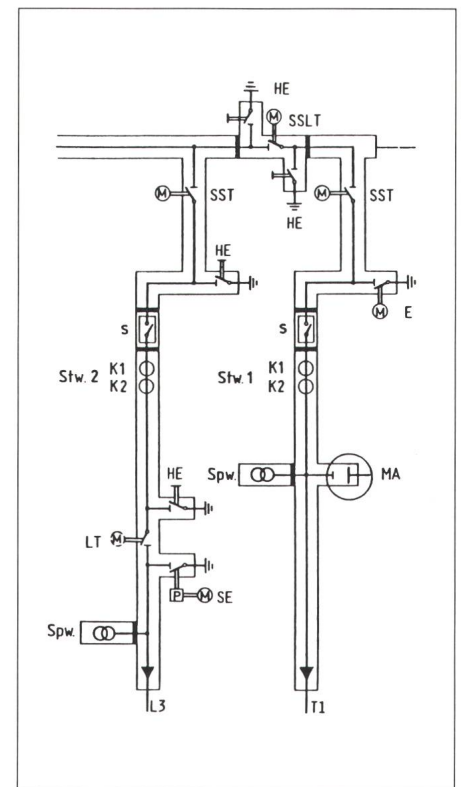 HE
M
SSLT
M
SST
HE
M
SST
HE
M
E
S
S
Stw. 2
K1
K2
Stw. 1
K1
K2
HE
Spw.
MA
LT
M
P
M
SE
Spw.
L3
T1